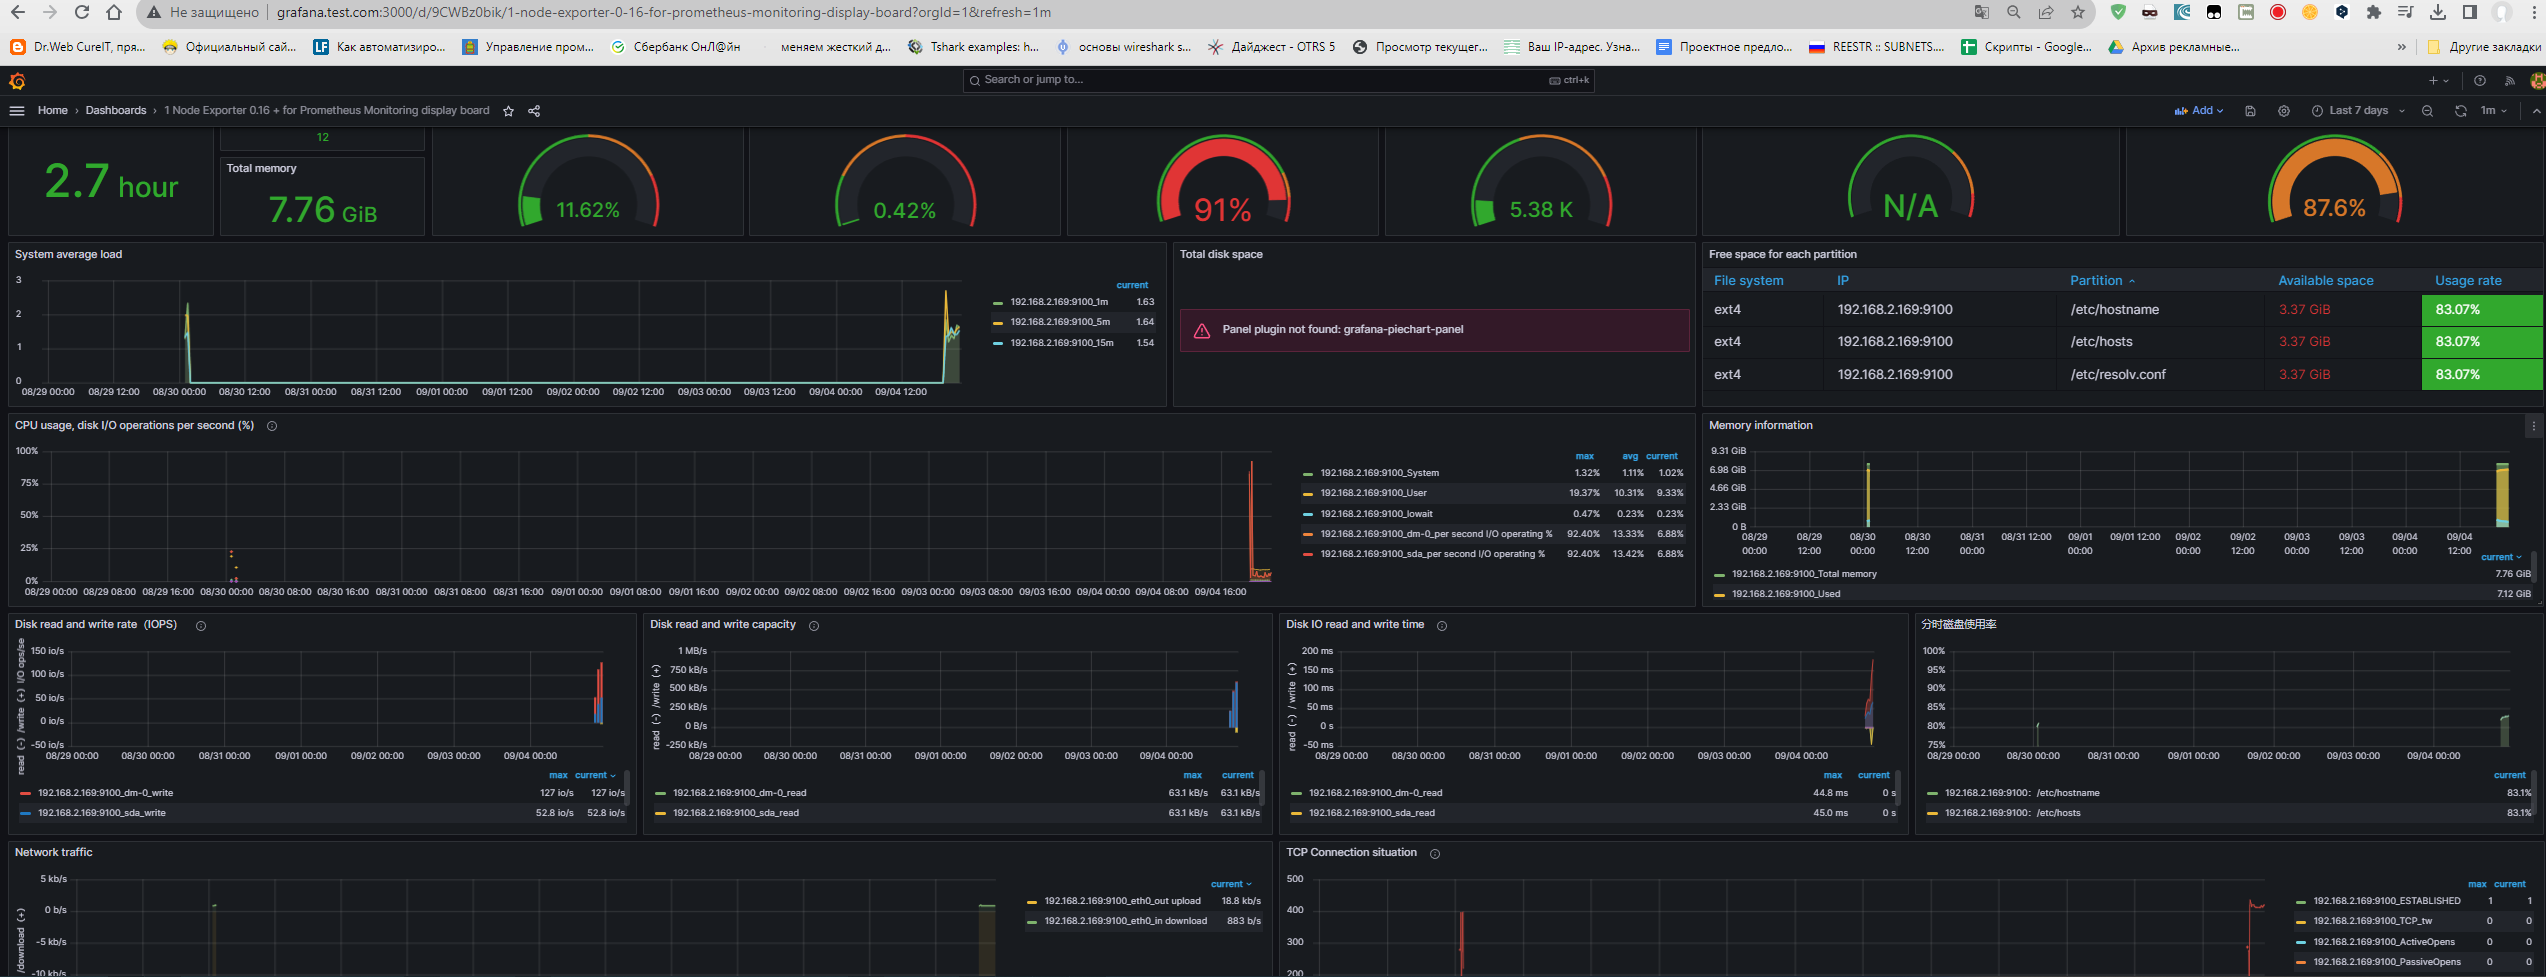 Не защищено | grafana.test.com:3000/d/9CWBz0bik/1-node-exporter-0-16-for-prometheus-monitoring-display-board?orgId=1&refresh=1m
Dr.Web CureIT, пря... Официальный сай... LF Как автоматизиро... Управление пром... Сбербанк ОнЛ@йн меняем жесткий д... Tshark examples: h... основы wireshark s... Дайджест - OTRS 5 Просмотр текущег... Ваш IP-адрес. Узна... Проектное предло... REESTR :: SUBNETS.... Скрипты - Google... Архив рекламные... » Другие закладки
Search or jump to... ctrl+k
Home › Dashboards › 1 Node Exporter 0.16 + for Prometheus Monitoring display board Add Last 7 days 1m
12
2.7 hour
Total memory
7.76 GiB
11.62%
0.42%
91%
5.38 K
N/A
87.6%
System average load
3
2
1
0
08/29 00:00 08/29 12:00 08/30 00:00 08/30 12:00 08/31 00:00 08/31 12:00 09/01 00:00 09/01 12:00 09/02 00:00 09/02 12:00 09/03 00:00 09/03 12:00 09/04 00:00 09/04 12:00
current
192.168.2.169:9100_1m 1.63
192.168.2.169:9100_5m 1.64
192.168.2.169:9100_15m 1.54
Total disk space
Panel plugin not found: grafana-piechart-panel
Free space for each partition
File system IP Partition Available space Usage rate
ext4 192.168.2.169:9100 /etc/hostname 3.37 GiB 83.07%
ext4 192.168.2.169:9100 /etc/hosts 3.37 GiB 83.07%
ext4 192.168.2.169:9100 /etc/resolv.conf 3.37 GiB 83.07%
CPU usage, disk I/O operations per second (%)
100%
75%
50%
25%
0%
08/29 00:00 08/29 08:00 08/29 16:00 08/30 00:00 08/30 08:00 08/30 16:00 08/31 00:00 08/31 08:00 08/31 16:00 09/01 00:00 09/01 08:00 09/01 16:00 09/02 00:00 09/02 08:00 09/02 16:00 09/03 00:00 09/03 08:00 09/03 16:00 09/04 00:00 09/04 08:00 09/04 16:00
max avg current
192.168.2.169:9100_System 1.32% 1.11% 1.02%
192.168.2.169:9100_User 19.37% 10.31% 9.33%
192.168.2.169:9100_Iowait 0.47% 0.23% 0.23%
192.168.2.169:9100_dm-0_per second I/O operating % 92.40% 13.33% 6.88%
192.168.2.169:9100_sda_per second I/O operating % 92.40% 13.42% 6.88%
Memory information
9.31 GiB
6.98 GiB
4.66 GiB
2.33 GiB
0 B
08/29 00:00 08/29 12:00 08/30 00:00 08/30 12:00 08/31 00:00 08/31 12:00 09/01 00:00 09/01 12:00 09/02 00:00 09/02 12:00 09/03 00:00 09/03 12:00 09/04 00:00 09/04 12:00
current
192.168.2.169:9100_Total memory 7.76 GiB
192.168.2.169:9100_Used 7.12 GiB
Disk read and write rate（IOPS）
read (-) /write (+) I/O ops/se
150 io/s
100 io/s
50 io/s
0 io/s
-50 io/s
08/29 00:00 08/30 00:00 08/31 00:00 09/01 00:00 09/02 00:00 09/03 00:00 09/04 00:00
max current
192.168.2.169:9100_dm-0_write 127 io/s 127 io/s
192.168.2.169:9100_sda_write 52.8 io/s 52.8 io/s
Disk read and write capacity
read (-) /write (+)
1 MB/s
750 kB/s
500 kB/s
250 kB/s
0 B/s
-250 kB/s
08/29 00:00 08/30 00:00 08/31 00:00 09/01 00:00 09/02 00:00 09/03 00:00 09/04 00:00
max current
192.168.2.169:9100_dm-0_read 63.1 kB/s 63.1 kB/s
192.168.2.169:9100_sda_read 63.1 kB/s 63.1 kB/s
Disk IO read and write time
read (-) / write (+)
200 ms
150 ms
100 ms
50 ms
0 s
-50 ms
08/29 00:00 08/30 00:00 08/31 00:00 09/01 00:00 09/02 00:00 09/03 00:00 09/04 00:00
max current
192.168.2.169:9100_dm-0_read 44.8 ms 0 s
192.168.2.169:9100_sda_read 45.0 ms 0 s
分时磁盘使用率
100%
95%
90%
85%
80%
75%
08/29 00:00 08/30 00:00 08/31 00:00 09/01 00:00 09/02 00:00 09/03 00:00 09/04 00:00
current
192.168.2.169:9100：/etc/hostname 83.1%
192.168.2.169:9100：/etc/hosts 83.1%
Network traffic
/download (+)
5 kb/s
0 b/s
-5 kb/s
-10 kb/s
current
192.168.2.169:9100_eth0_out upload 18.8 kb/s
192.168.2.169:9100_eth0_in download 883 b/s
TCP Connection situation
500
400
300
200
max current
192.168.2.169:9100_ESTABLISHED 1 1
192.168.2.169:9100_TCP_tw 0 0
192.168.2.169:9100_ActiveOpens 0 0
192.168.2.169:9100_PassiveOpens 0 0